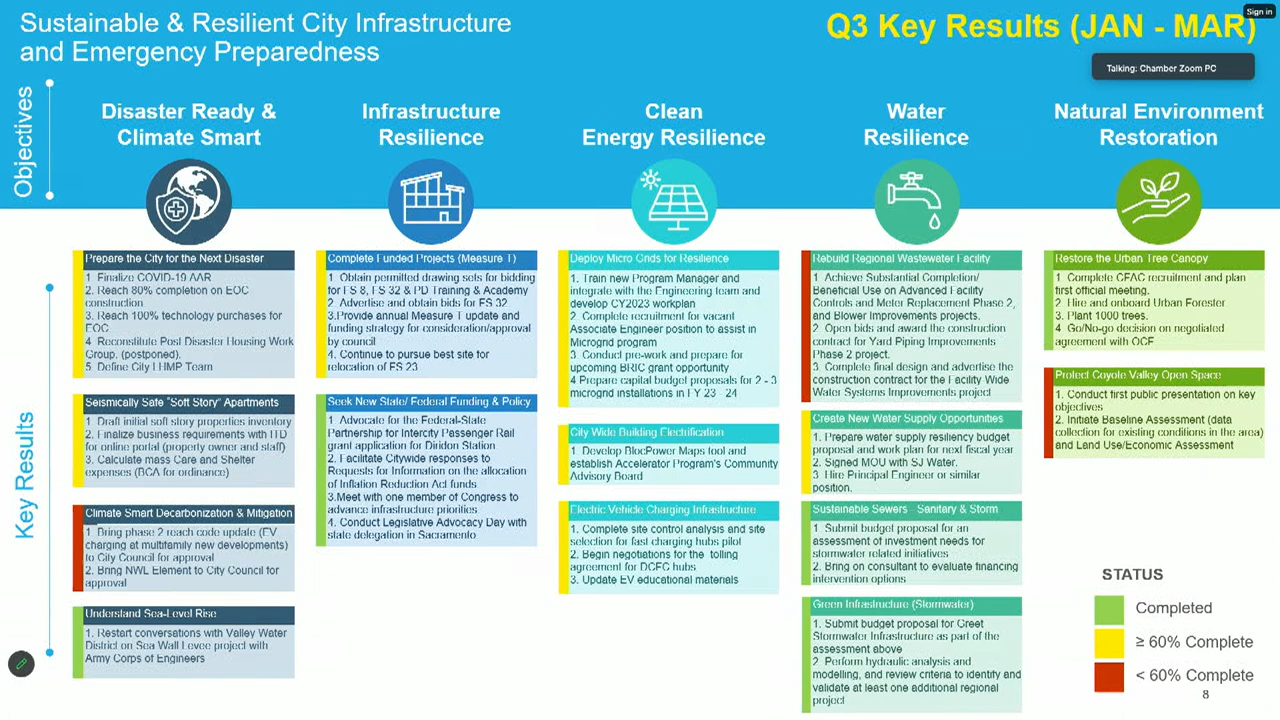 Sustainable & Resilient City Infrastructure
and Emergency Preparedness
Q3 Key Results (JAN - MAR)
Sign in
Talking: Chamber Zoom PC
Objectives
Disaster Ready &
Climate Smart
Infrastructure
Resilience
Clean
Energy Resilience
Water
Resilience
Natural Environment
Restoration
Key Results
Prepare the City for the Next Disaster
1. Finalize COVID-19 AAR
2. Reach 80% completion on EOC
construction.
3. Reach 100% technology purchases for
EOC
4. Reconstitute Post Disaster Housing Work
Group. (postponed).
5. Define City LHMP Team
Seismically Safe "Soft Story" Apartments
1. Draft initial soft story properties inventory
2. Finalize business requirements with ITD
for online portal (property owner and staff)
3. Calculate mass Care and Shelter
expenses (BCA for ordinance)
Climate Smart Decarbonization & Mitigation
1. Bring phase 2 reach code update (EV
charging at multifamily new developments)
to City Council for approval
2. Bring NWL Element to City Council for
approval
Understand Sea-Level Rise
1. Restart conversations with Valley Water
District on Sea Wall Levee project with
Army Corps of Engineers
Complete Funded Projects (Measure T)
1. Obtain permitted drawing sets for bidding
for FS 8, FS 32 & PD Training & Academy
2. Advertise and obtain bids for FS 32
3.Provide annual Measure T update and
funding strategy for consideration/approval
by council
4. Continue to pursue best site for
relocation of FS 23
Seek New State/ Federal Funding & Policy
1. Advocate for the Federal-State
Partnership for Intercity Passenger Rail
grant application for Diridon Station
2. Facilitate Citywide responses to
Requests for Information on the allocation
of Inflation Reduction Act funds.
3.Meet with one member of Congress to
advance infrastructure priorities
4. Conduct Legislative Advocacy Day with
state delegation in Sacramento
Deploy Micro Grids for Resilience
1. Train new Program Manager and
integrate with the Engineering team and
develop CY2023 workplan
2. Complete recruitment for vacant
Associate Engineer position to assist in
Microgrid program
3. Conduct pre-work and prepare for
upcoming BRIC grant opportunity
4 Prepare capital budget proposals for 2 - 3
microgrid installations in FY 23 - 24
City Wide Building Electrification
1. Develop BlocPower Maps tool and
establish Accelerator Program's Community
Advisory Board
Electric Vehicle Charging Infrastructure
1. Complete site control analysis and site
selection for fast charging hubs pilot
2. Begin negotiations for the tolling
agreement for DCFC hubs
3. Update EV educational materials
Rebuild Regional Wastewater Facility
1. Achieve Substantial Completion/
Beneficial Use on Advanced Facility
Controls and Meter Replacement Phase 2,
and Blower Improvements projects.
2. Open bids and award the construction
contract for Yard Piping Improvements
Phase 2 project.
3. Complete final design and advertise the
construction contract for the Facility Wide
Water Systems Improvements project
Create New Water Supply Opportunities
1. Prepare water supply resiliency budget
proposal and work plan for next fiscal year.
2. Signed MOU with SJ Water.
3. Hire Principal Engineer or similar
position.
Sustainable Sewers - Sanitary & Storm
1. Submit budget proposal for an
assessment of investment needs for
stormwater related initiatives
2. Bring on consultant to evaluate financing
intervention options
Green Infrastructure (Stormwater)
1. Submit budget proposal for Greet
Stormwater Infrastructure as part of the
assessment above
2. Perform hydraulic analysis and
modelling, and review criteria to identify and
validate at least one additional regional
project
Restore the Urban Tree Canopy
1. Complete CFAC recruitment and plan
first official meeting.
2. Hire and onboard Urban Forester
3. Plant 1000 trees.
4. Go/No-go decision on negotiated
agreement with OCF
Protect Coyote Valley Open Space
1. Conduct first public presentation on key
objectives
2. Initiate Baseline Assessment (data
collection for existing conditions in the area)
and Land Use/Economic Assessment
STATUS
Completed
≥ 60% Complete
< 60% Complete
8